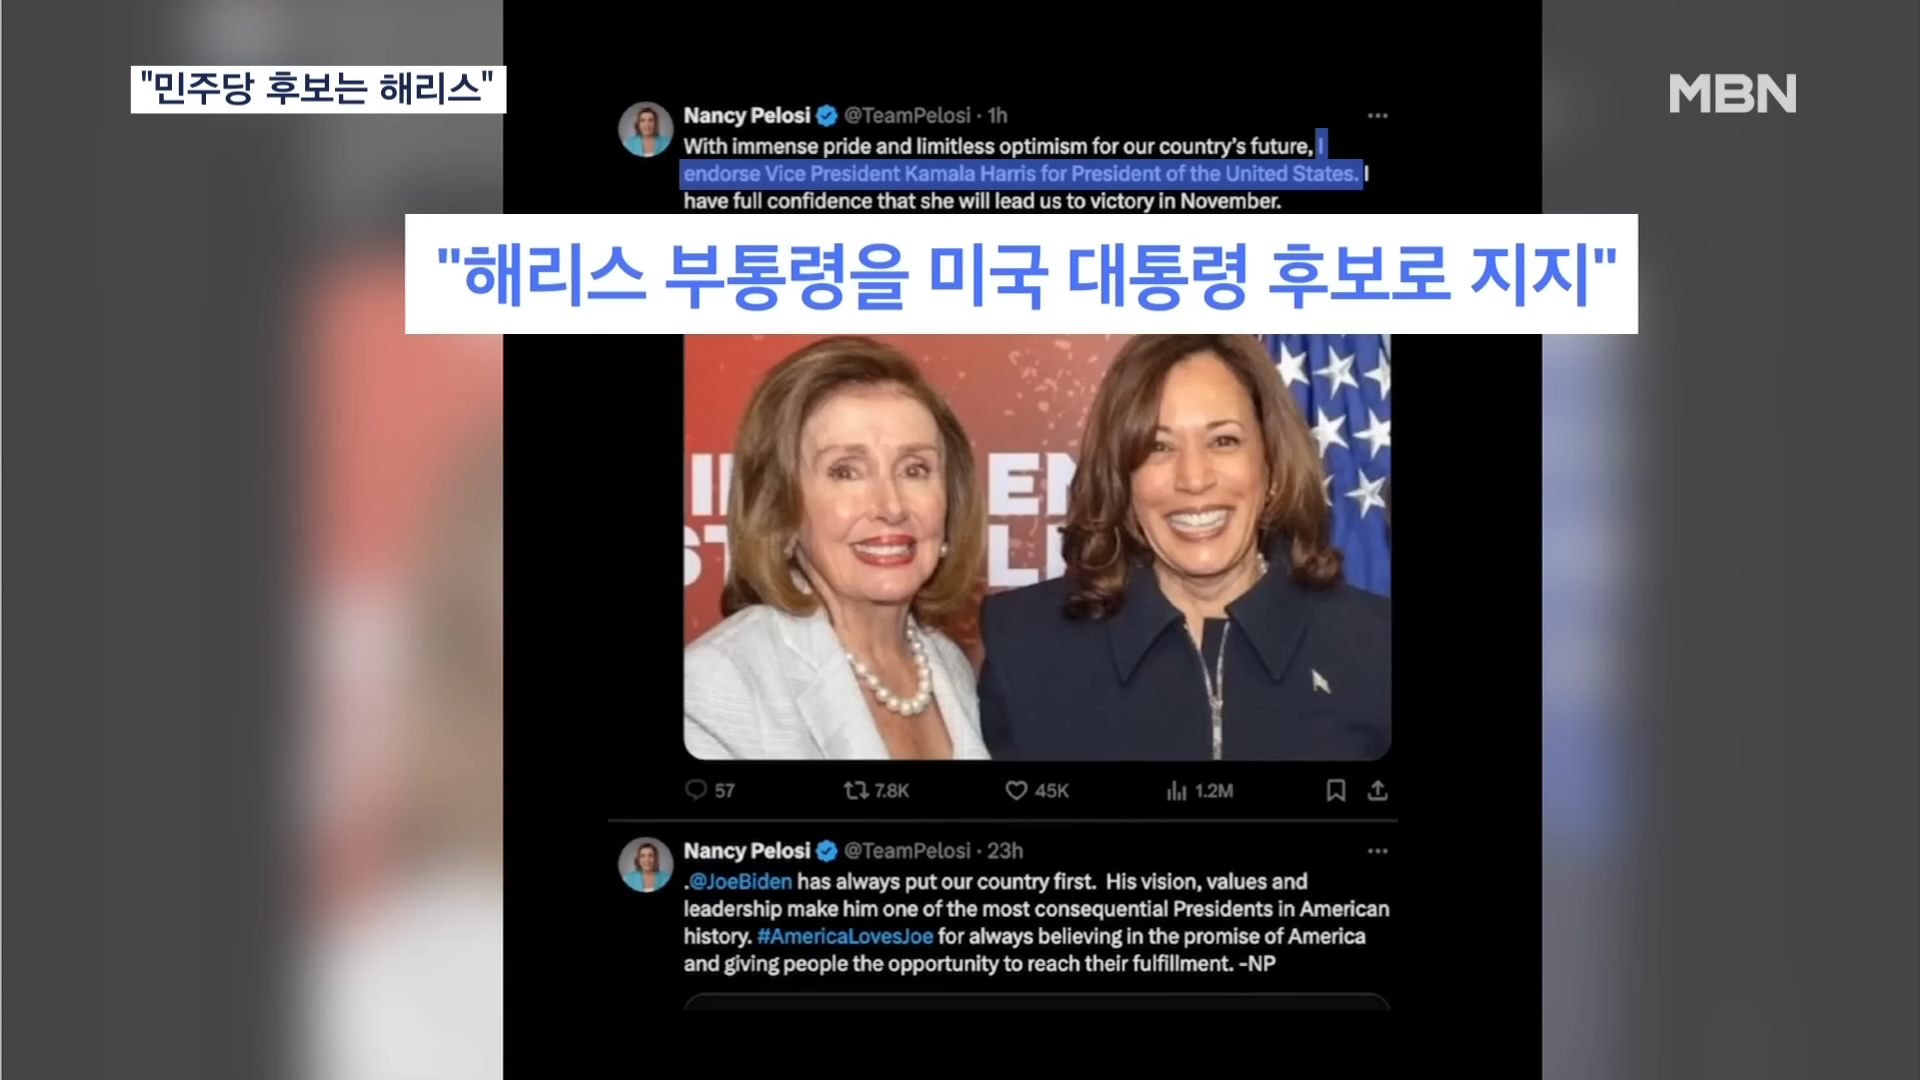 "민주당 후보는 해리스"
MBN
Nancy Pelosi @TeamPelosi · 1h
With immense pride and limitless optimism for our country's future, I
endorse Vice President Kamala Harris for President of the United States. I
have full confidence that she will lead us to victory in November.
"해리스 부통령을 미국 대통령 후보로 지지"
EN
ST
57 7.8K 45K 1.2M
Nancy Pelosi @TeamPelosi · 23h
.@JoeBiden has always put our country first. His vision, values and
leadership make him one of the most consequential Presidents in American
history. #AmericaLovesJoe for always believing in the promise of America
and giving people the opportunity to reach their fulfillment. -NP